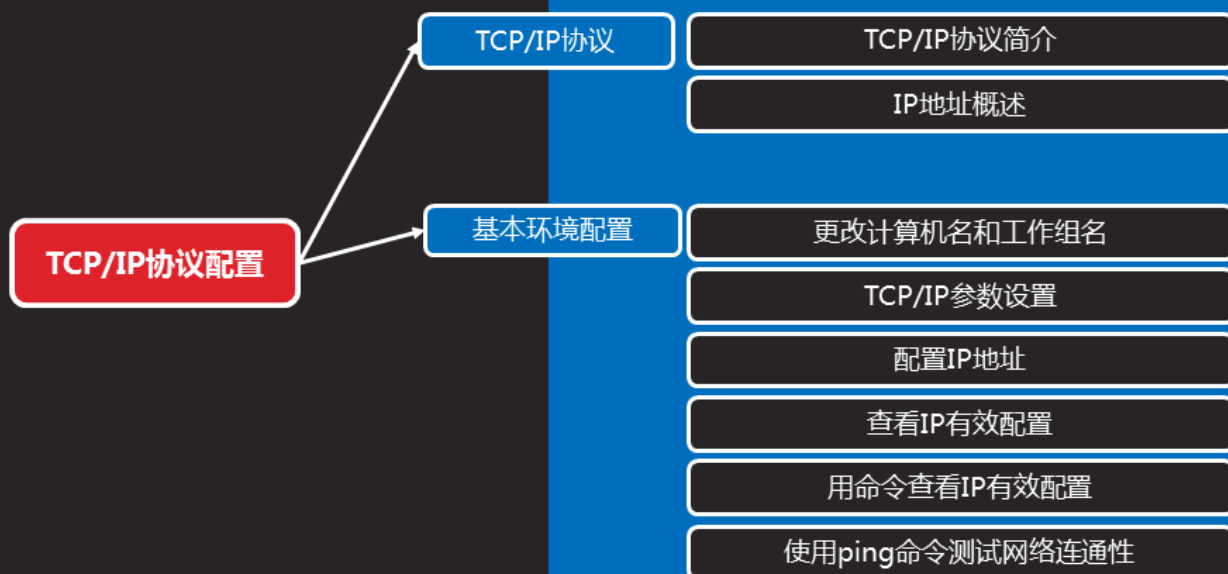 TCP/IP协议
TCP/IP协议简介
IP地址概述
TCP/IP协议配置
基本环境配置
更改计算机名和工作组名
TCP/IP参数设置
配置IP地址
查看IP有效配置
用命令查看IP有效配置
使用ping命令测试网络连通性